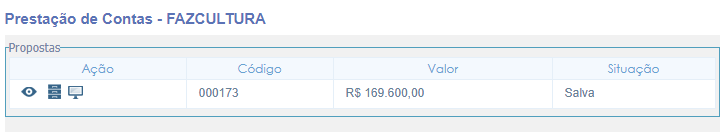 Prestação de Contas - FAZCULTURA
Propostas
Ação Código Valor Situação
000173 R$ 169.600,00 Salva